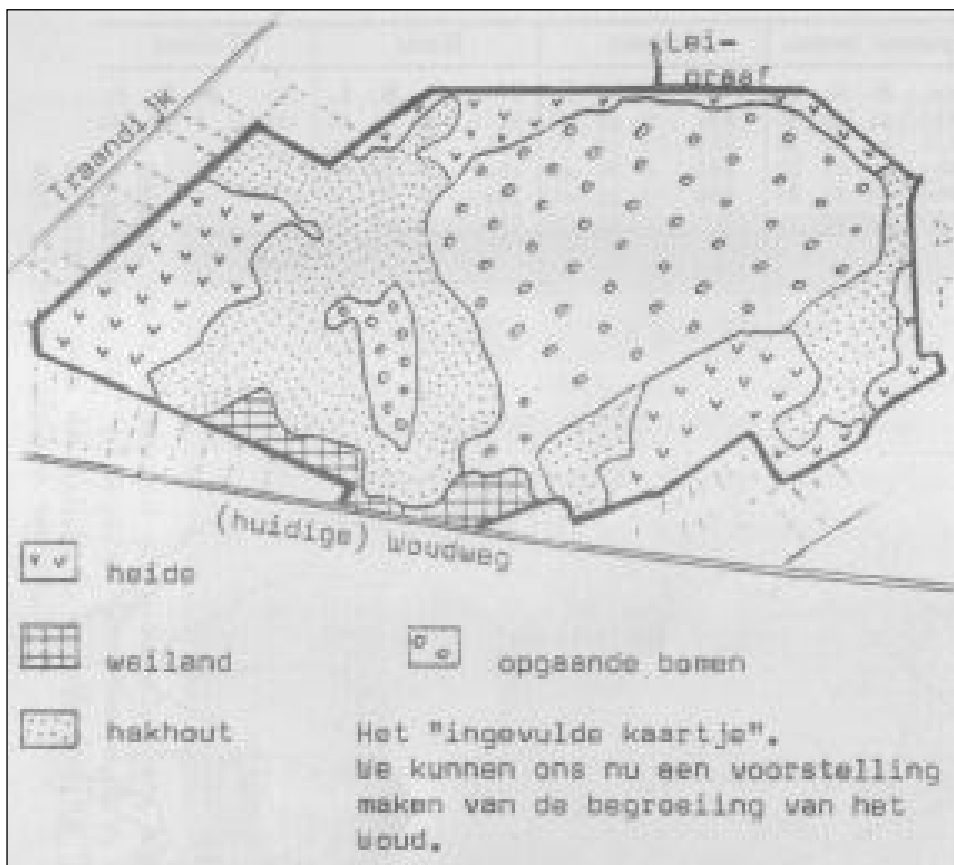 Lei-
graaf
Traandijk
(huidige) Woudweg
heide
weiland
opgaande bomen
hakhout
Het "ingevulde kaartje".
We kunnen ons nu een voorstelling
maken van de begroeiing van het
Woud.